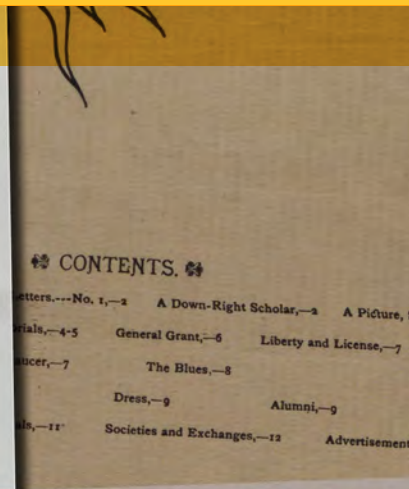 CONTENTS.
etters.---No. 1,—2 A Down-Right Scholar,—2 A Picture,
rials,—4-5 General Grant,—6 Liberty and License,—7
aucer,—7 The Blues,—8
Dress,—9 Alumni,—9
als,—11 Societies and Exchanges,—12 Advertisement